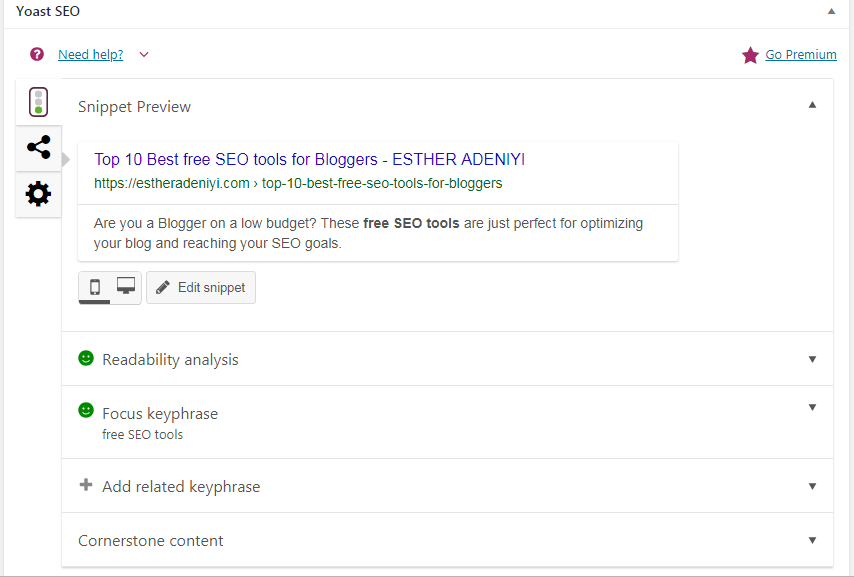 Yoast SEO
Need help?
Go Premium
Snippet Preview
Top 10 Best free SEO tools for Bloggers - ESTHER ADENIYI
https://estheradeniyi.com › top-10-best-free-seo-tools-for-bloggers
Are you a Blogger on a low budget? These free SEO tools are just perfect for optimizing
your blog and reaching your SEO goals.
Edit snippet
Readability analysis
Focus keyphrase
free SEO tools
Add related keyphrase
Cornerstone content